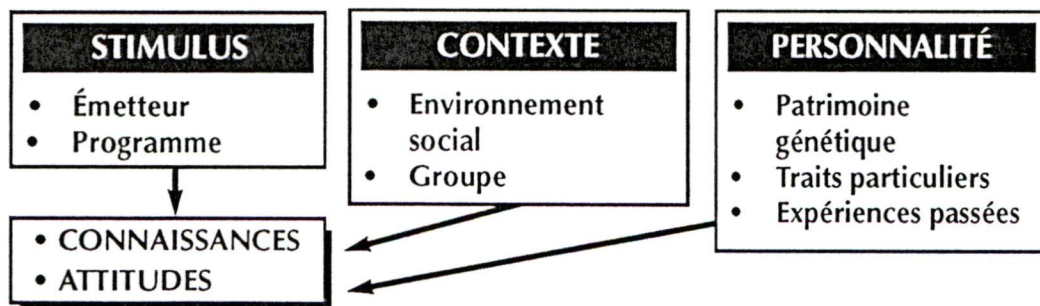 STIMULUS
• Émetteur
• Programme
CONTEXTE
• Environnement
social
• Groupe
PERSONNALITÉ
• Patrimoine
génétique
• Traits particuliers
• Expériences passées
• CONNAISSANCES
• ATTITUDES